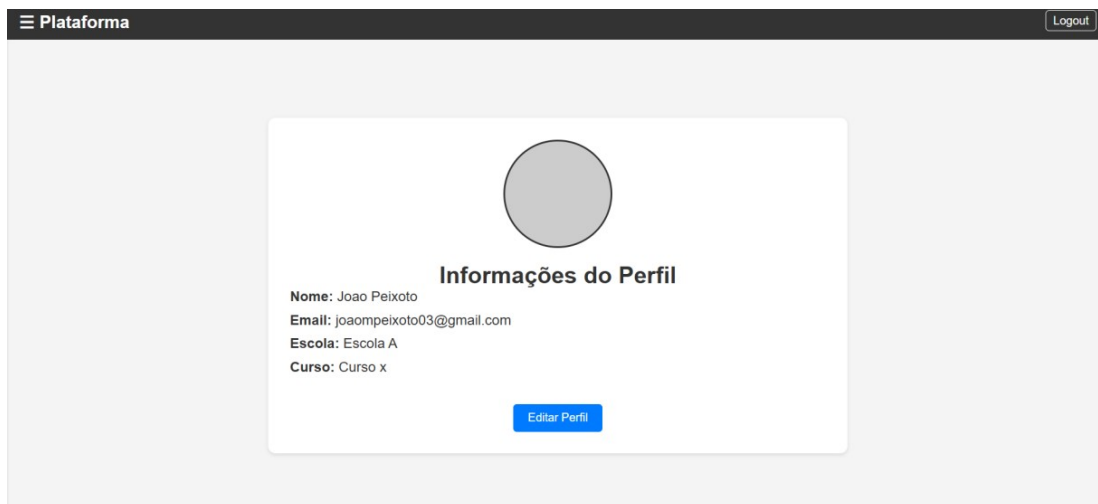 ☰ Plataforma
Logout
Informações do Perfil
Nome: Joao Peixoto
Email: joaompeixoto03@gmail.com
Escola: Escola A
Curso: Curso x
Editar Perfil